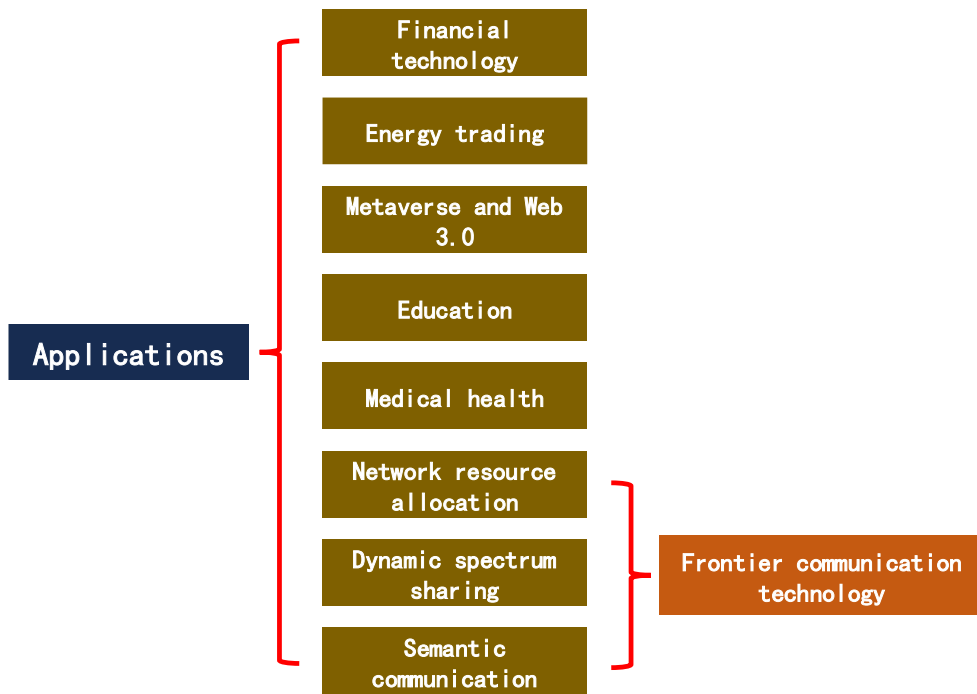 Financial
technology
Energy trading
Metaverse and Web
3.0
Education
Applications
Medical health
Network resource
allocation
Dynamic spectrum
sharing
Frontier communication
technology
Semantic
communication